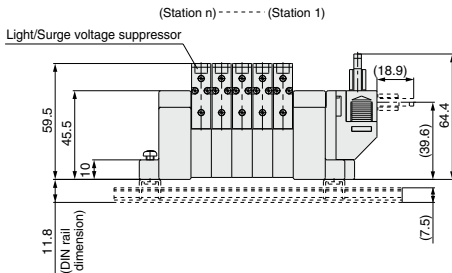 (Station n) ------- (Station 1)
Light/Surge voltage suppressor
(18.9)
59.5
45.5
10
(39.6)
64.4
11.8
(DIN rail
dimension)
(7.5)